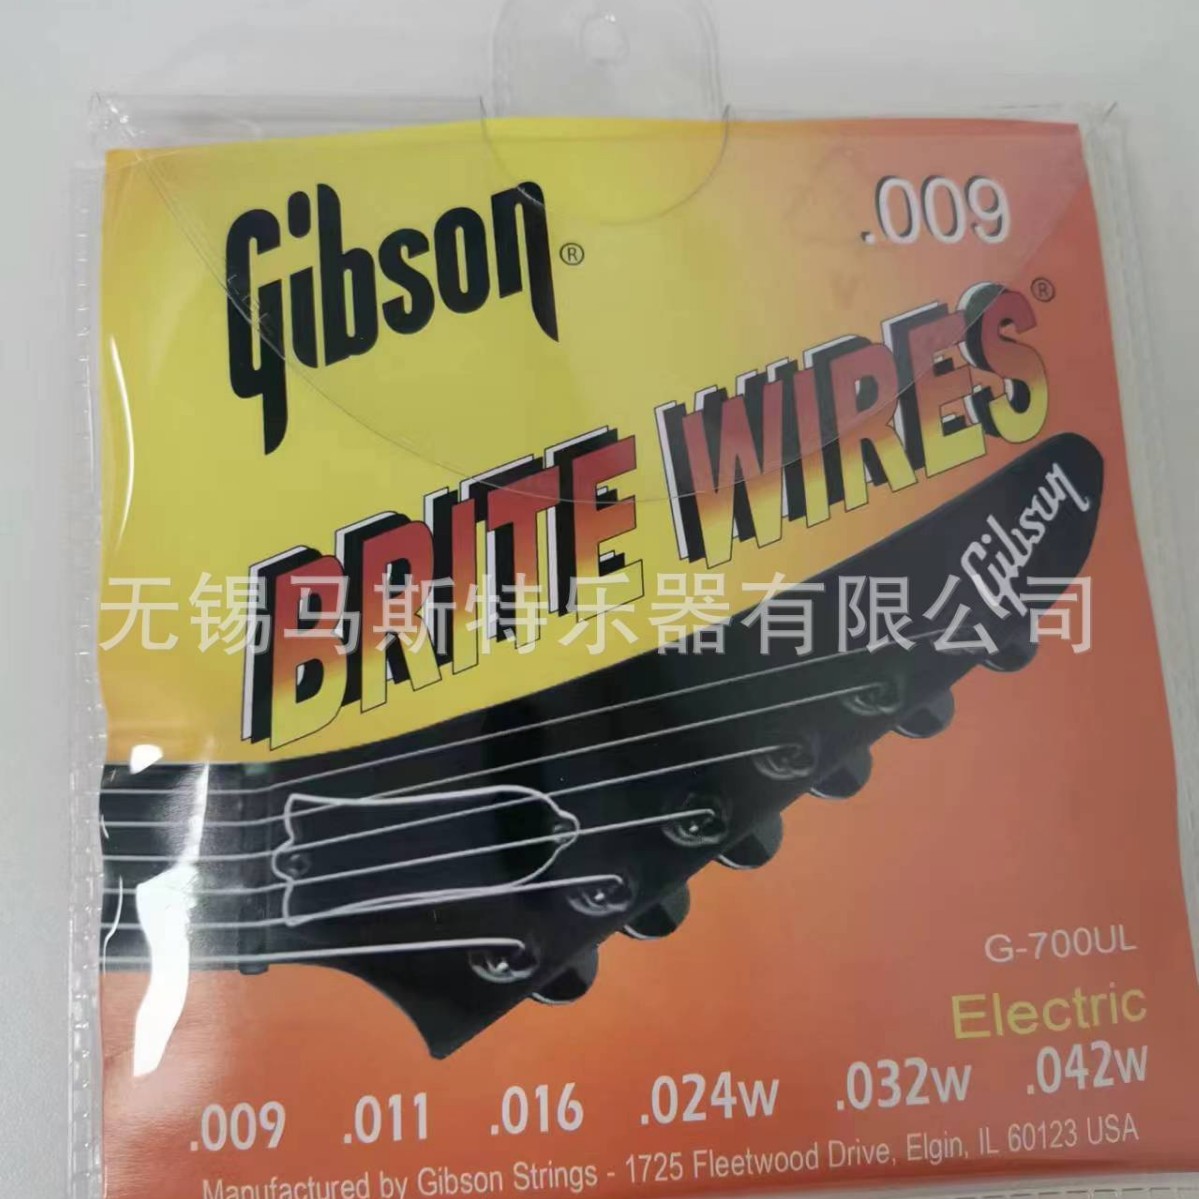 Gibson®
.009
BRITE WIRES®
Gibson
无锡马斯特乐器有限公司
G-700UL
Electric
.009 .011 .016 .024w .032w .042w
Manufactured by Gibson Strings - 1725 Fleetwood Drive, Elgin, IL 60123 USA